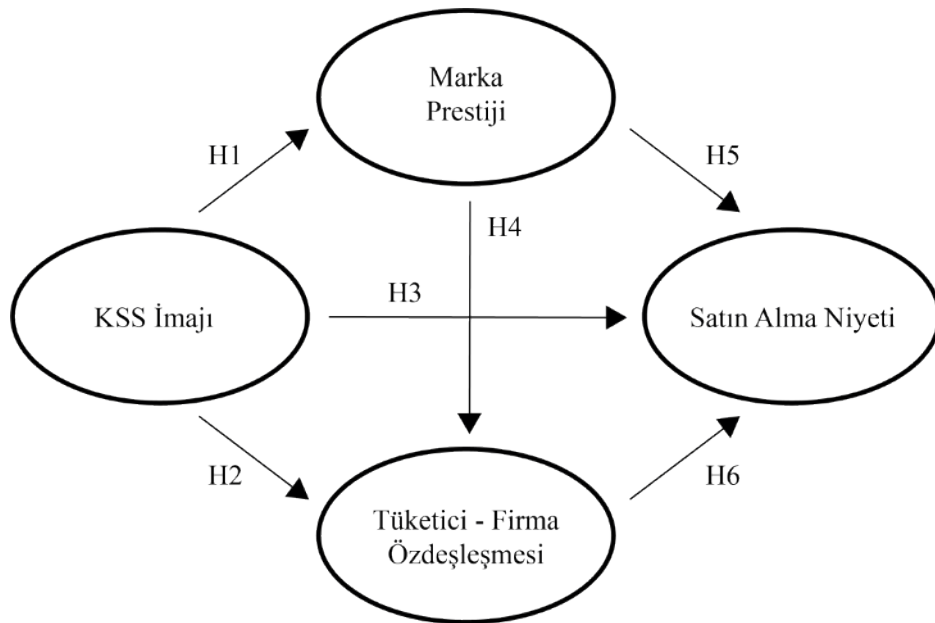 Marka
Prestiji
H1
H5
H4
KSS İmajı
H3
Satın Alma Niyeti
H2
H6
Tüketici - Firma
Özdeşleşmesi